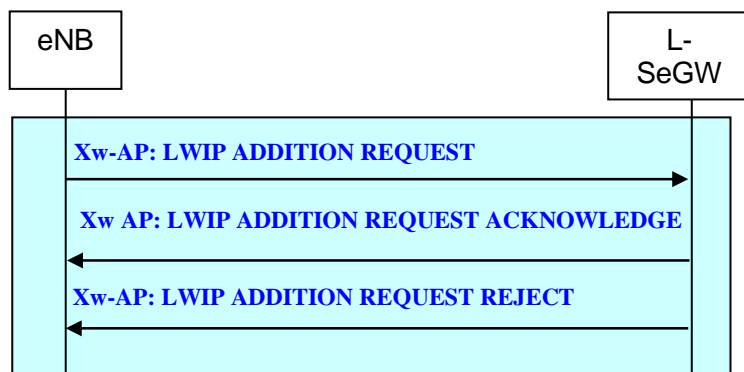 eNB
L-
SeGW
Xw-AP: LWIP ADDITION REQUEST
Xw AP: LWIP ADDITION REQUEST ACKNOWLEDGE
Xw-AP: LWIP ADDITION REQUEST REJECT